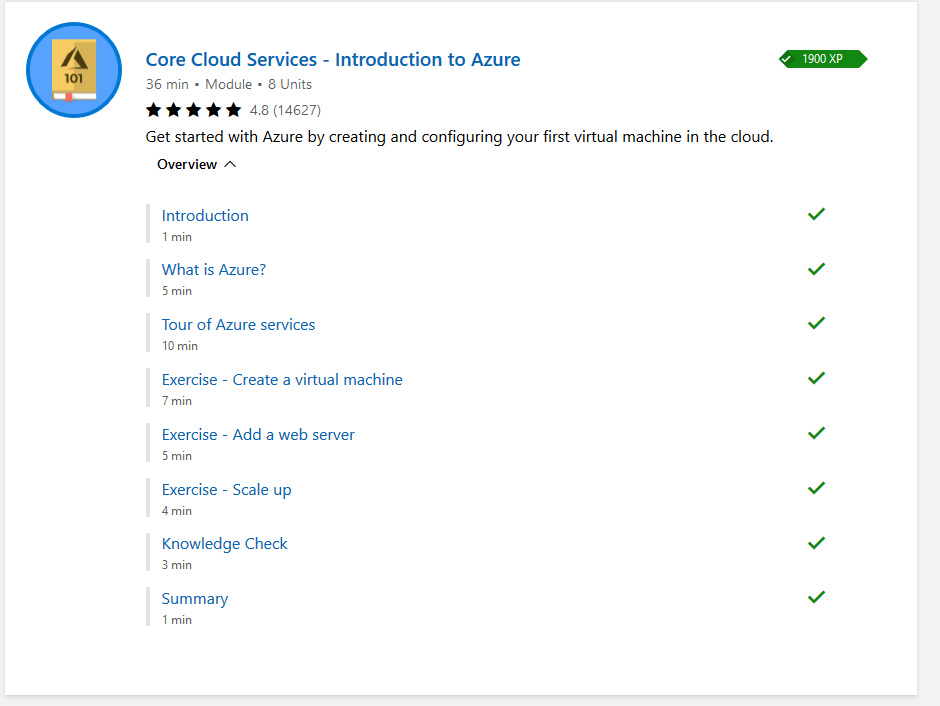 101
Core Cloud Services - Introduction to Azure
1900 XP
36 min • Module • 8 Units
4.8 (14627)
Get started with Azure by creating and configuring your first virtual machine in the cloud.
Overview
Introduction
1 min
What is Azure?
5 min
Tour of Azure services
10 min
Exercise - Create a virtual machine
7 min
Exercise - Add a web server
5 min
Exercise - Scale up
4 min
Knowledge Check
3 min
Summary
1 min